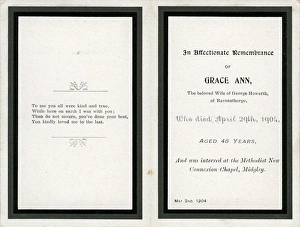 To me you all were kind and true,
While here on earth I was with you;
Then do not mourn, you've done your best,
You kindly loved me to the last.
In Affectionate Remembrance
OF
GRACE ANN,
The beloved Wife of George Howarth,
of Ravensthorpe,
Who died April 29th, 1904,
AGED 46 YEARS,
And was interred at the Methodist New
Connexion Chapel, Midgley.
MAY 2ND, 1904